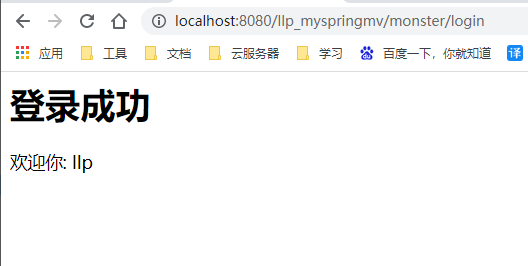 localhost:8080/llp_myspringmv/monster/login
应用 工具 文档 云服务器 学习 百度一下，你就知道 译
登录成功
欢迎你: llp